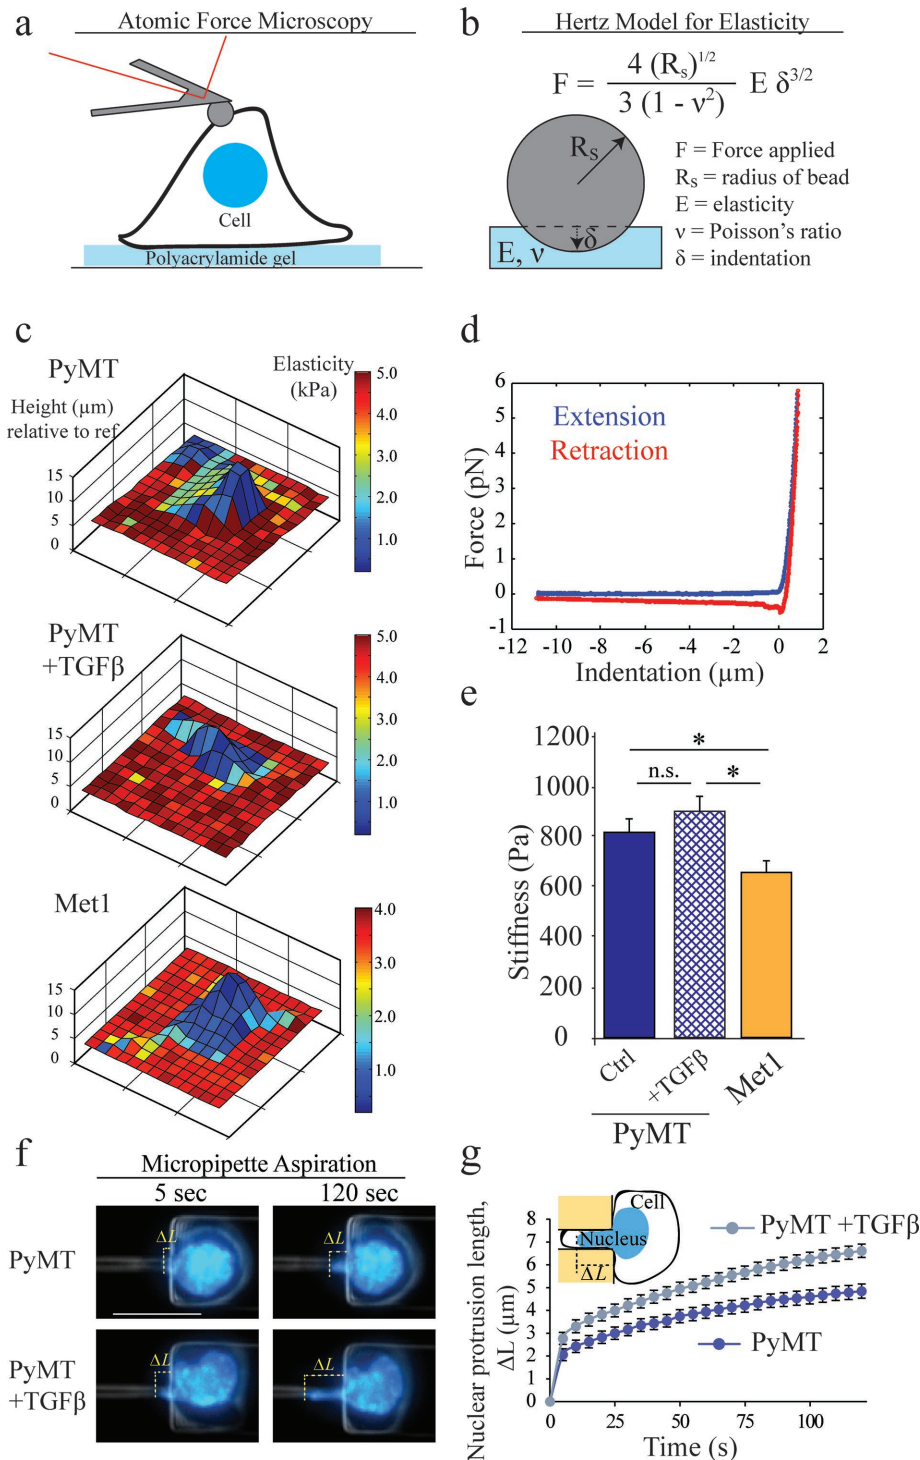 a
Atomic Force Microscopy
Cell
Polyacrylamide gel
b
Hertz Model for Elasticity
F = 4 (Rs)1/2 / 3 (1 - ν2) E δ3/2
Rs
δ
E, ν
F = Force applied
Rs = radius of bead
E = elasticity
ν = Poisson's ratio
δ = indentation
c
PyMT
Height (µm)
relative to ref
Elasticity
(kPa)
15
10
5
0
5.0
4.0
3.0
2.0
1.0
PyMT
+TGFβ
15
10
5
0
5.0
4.0
3.0
2.0
1.0
Met1
15
10
5
0
4.0
3.0
2.0
1.0
d
Extension
Retraction
Force (pN)
6
5
4
3
2
1
0
-1
-12 -10 -8 -6 -4 -2 0 2
Indentation (µm)
e
Stiffness (Pa)
1200
1000
800
600
400
200
0
*
n.s. *
Ctrl
+TGFβ
Met1
PyMT
f
Micropipette Aspiration
5 sec 120 sec
PyMT
ΔL
ΔL
PyMT
+TGFβ
ΔL
ΔL
g
Nuclear protrusion length,
ΔL (µm)
8
7
6
5
4
3
2
1
0
Cell
Nucleus
ΔL
PyMT +TGFβ
PyMT
0 25 50 75 100
Time (s)